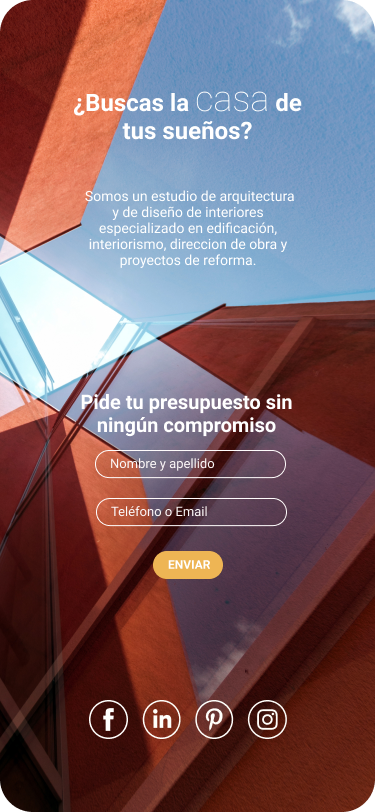 ¿Buscas la casa de
tus sueños?
Somos un estudio de arquitectura
y de diseño de interiores
especializado en edificación,
interiorismo, direccion de obra y
proyectos de reforma.
Pide tu presupuesto sin
ningún compromiso
Nombre y apellido
Teléfono o Email
ENVIAR